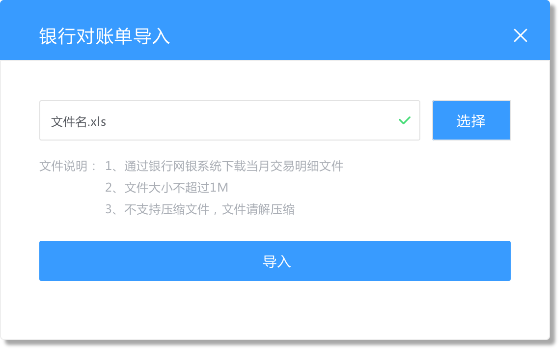 银行对账单导入
文件名.xls
选择
文件说明： 1、通过银行网银系统下载当月交易明细文件
2、文件大小不超过1M
3、不支持压缩文件，文件请解压缩
导入